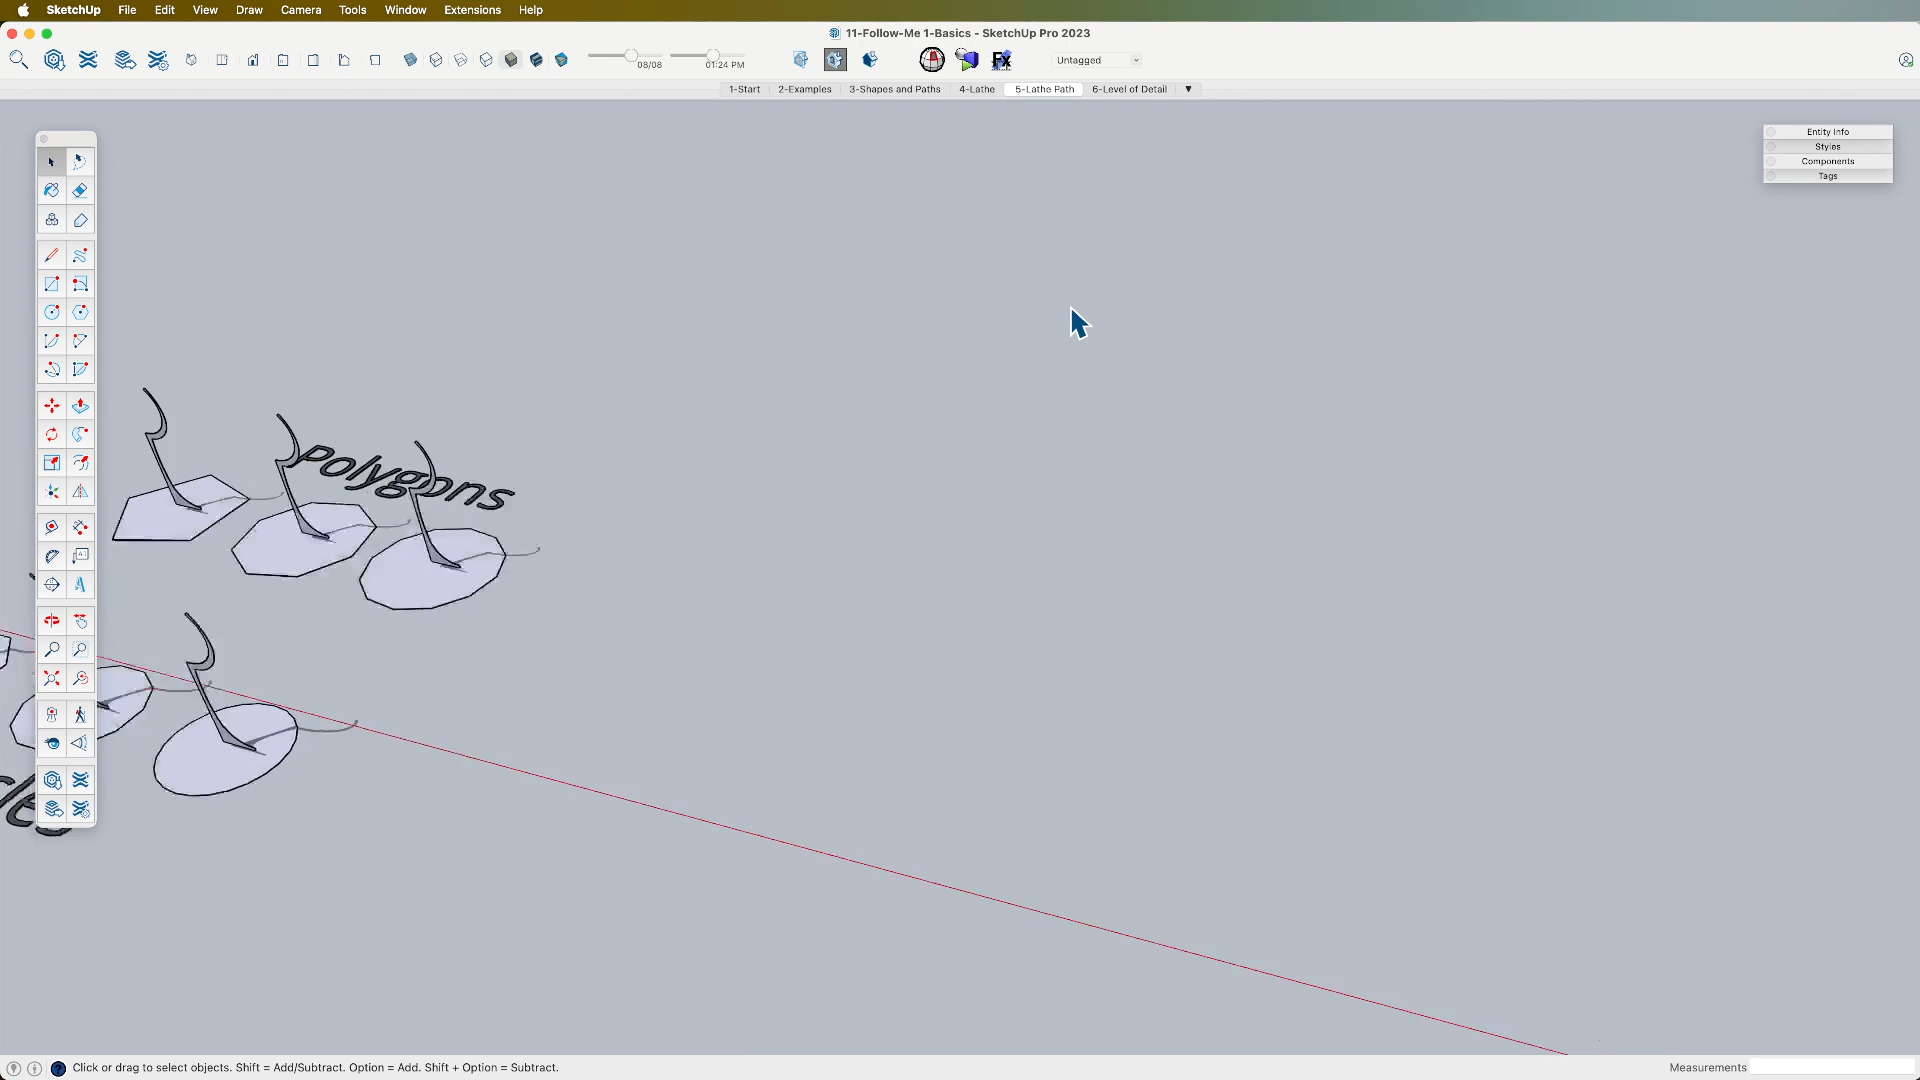 SketchUp File Edit View Draw Camera Tools Window Extensions Help
11-Follow-Me 1-Basics - SketchUp Pro 2023
08/08 01:24 PM Untagged
1-Start 2-Examples 3-Shapes and Paths 4-Lathe 5-Lathe Path 6-Level of Detail
Entity Info
Styles
Components
Tags
Polygons
Click or drag to select objects. Shift = Add/Subtract. Option = Add. Shift + Option = Subtract.
Measurements